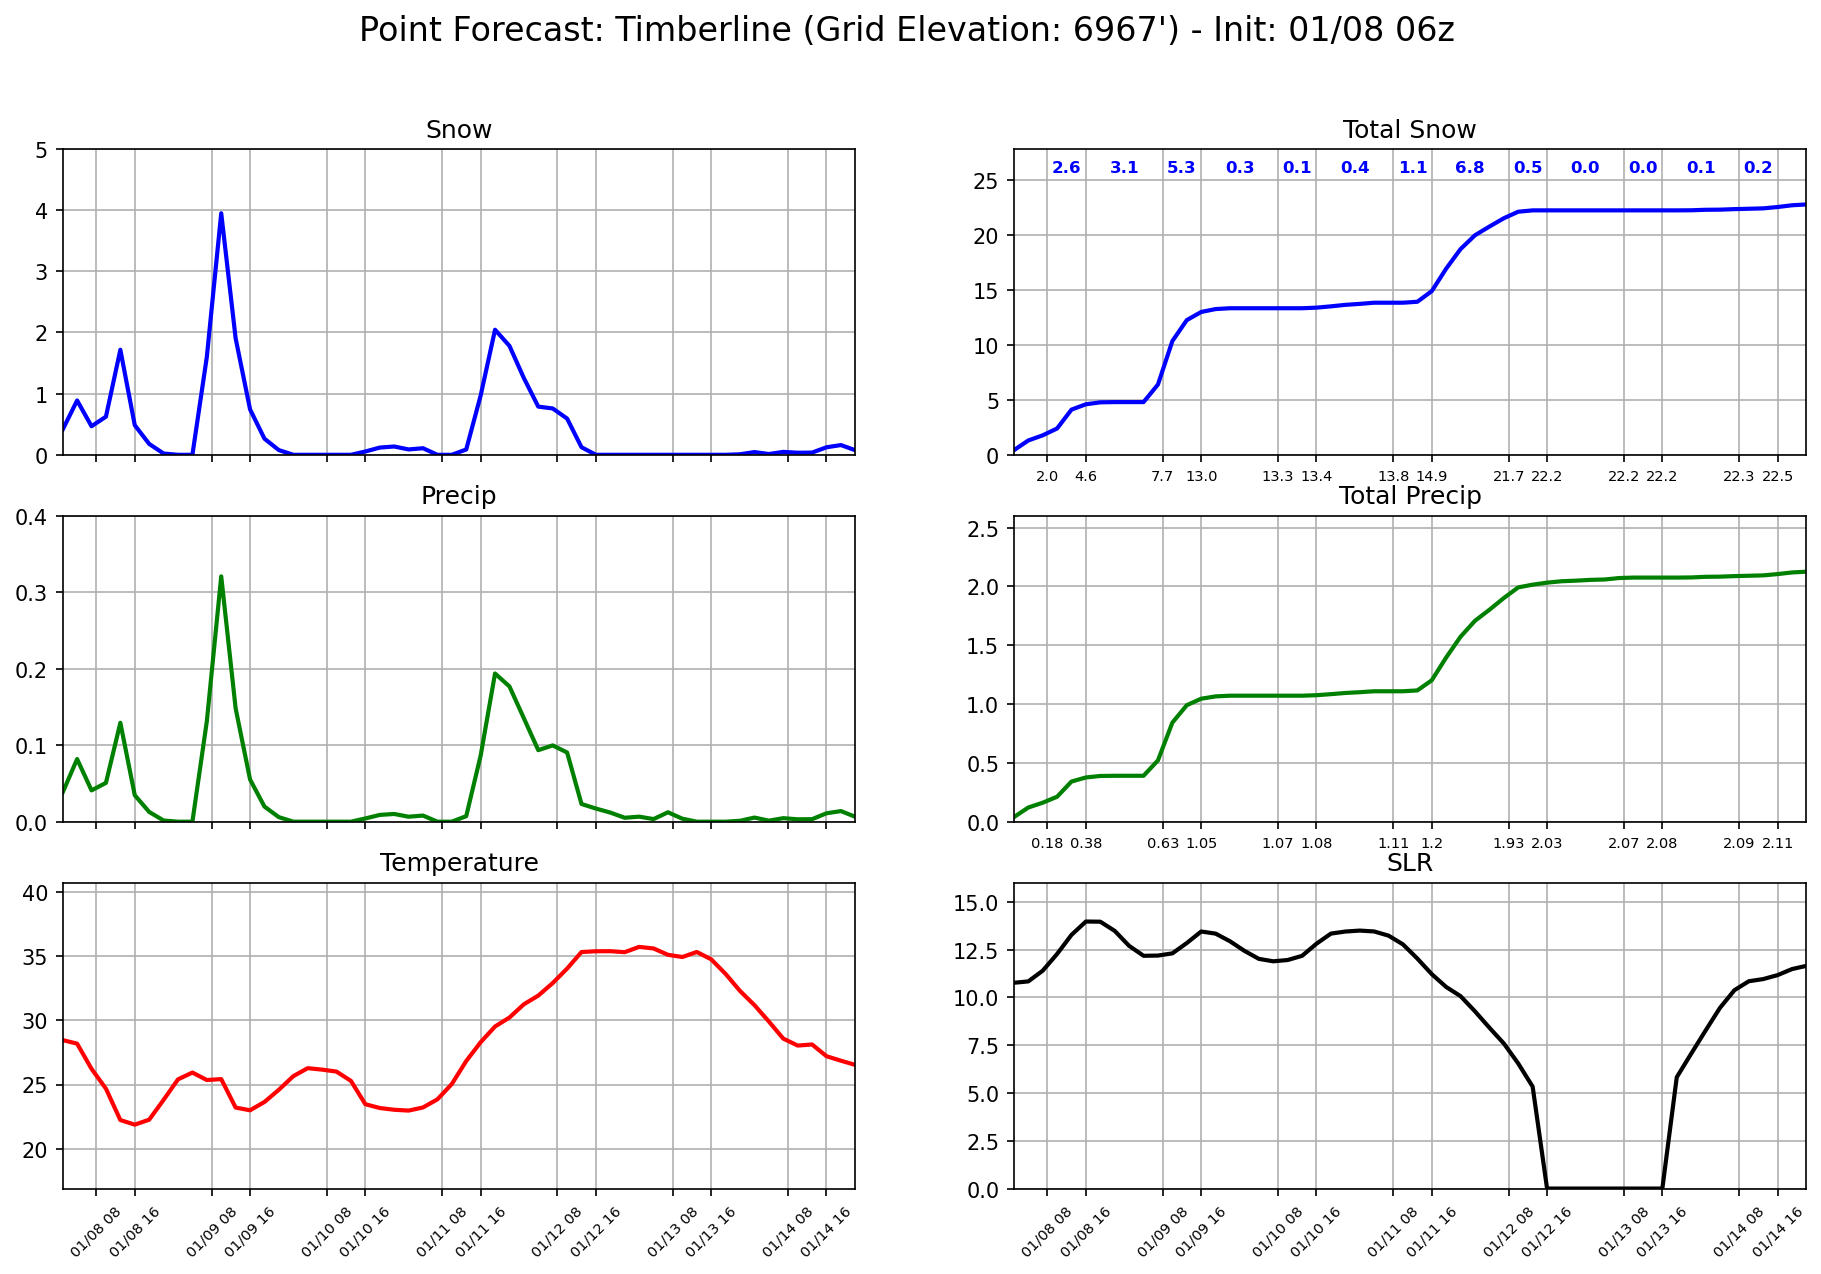 Point Forecast: Timberline (Grid Elevation: 6967') - Init: 01/08 06z
Snow
5
4
3
2
1
0
Total Snow
2.6 3.1 5.3 0.3 0.1 0.4 1.1 6.8 0.5 0.0 0.0 0.1 0.2
25
20
15
10
5
0
2.0 4.6 7.7 13.0 13.3 13.4 13.8 14.9 21.7 22.2 22.2 22.2 22.3 22.5
Precip
0.4
0.3
0.2
0.1
0.0
Total Precip
2.5
2.0
1.5
1.0
0.5
0.0
0.18 0.38 0.63 1.05 1.07 1.08 1.11 1.2 1.93 2.03 2.07 2.08 2.09 2.11
Temperature
40
35
30
25
20
01/08 08 01/08 16 01/09 08 01/09 16 01/10 08 01/10 16 01/11 08 01/11 16 01/12 08 01/12 16 01/13 08 01/13 16 01/14 08 01/14 16
SLR
15.0
12.5
10.0
7.5
5.0
2.5
0.0
01/08 08 01/08 16 01/09 08 01/09 16 01/10 08 01/10 16 01/11 08 01/11 16 01/12 08 01/12 16 01/13 08 01/13 16 01/14 08 01/14 16